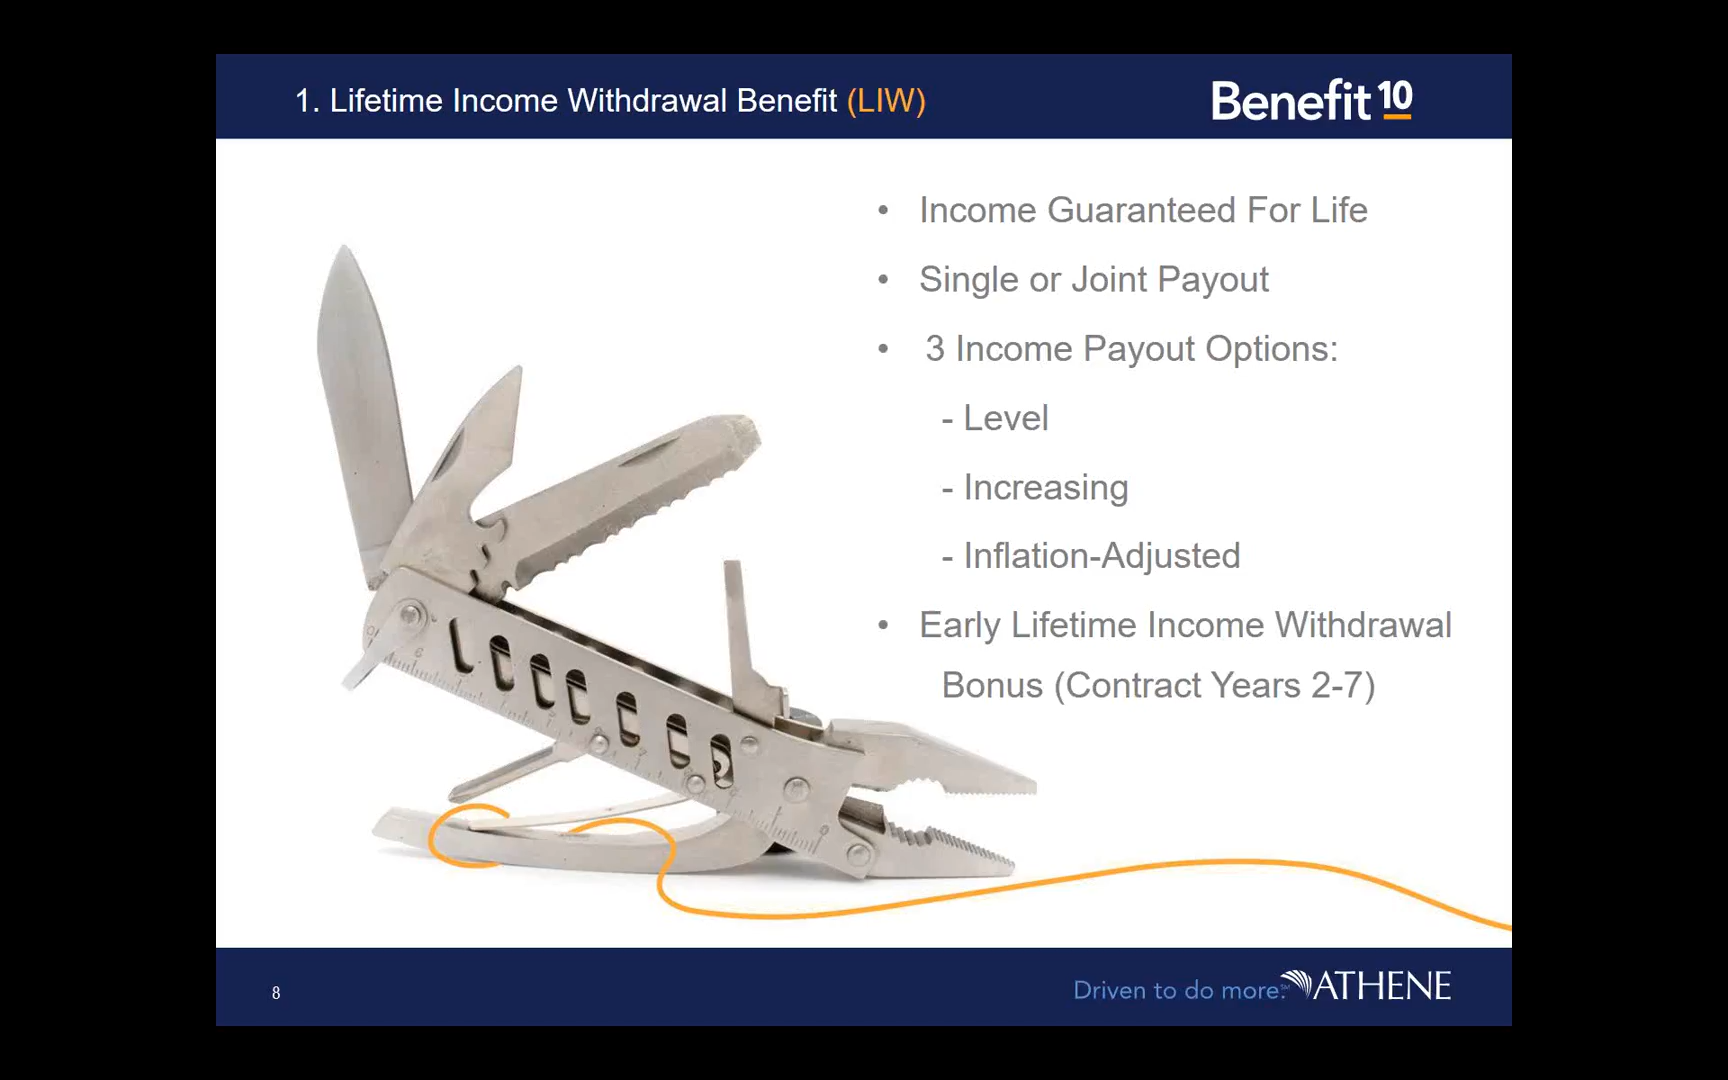 1. Lifetime Income Withdrawal Benefit (LIW)
Benefit 10
• Income Guaranteed For Life
• Single or Joint Payout
• 3 Income Payout Options:
- Level
- Increasing
- Inflation-Adjusted
• Early Lifetime Income Withdrawal
Bonus (Contract Years 2-7)
8
Driven to do more.℠
ATHENE